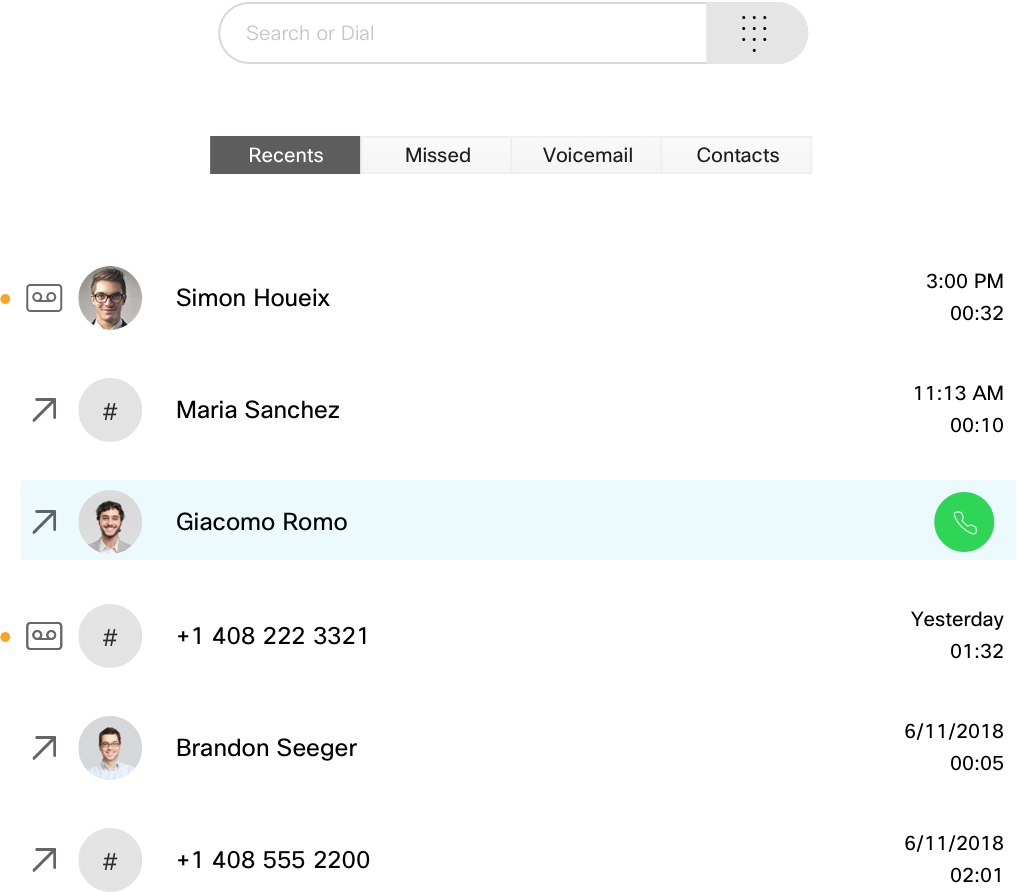 Search or Dial
Recents Missed Voicemail Contacts
Simon Houeix 3:00 PM
00:32
# Maria Sanchez 11:13 AM
00:10
Giacomo Romo
# +1 408 222 3321 Yesterday
01:32
Brandon Seeger 6/11/2018
00:05
# +1 408 555 2200 6/11/2018
02:01